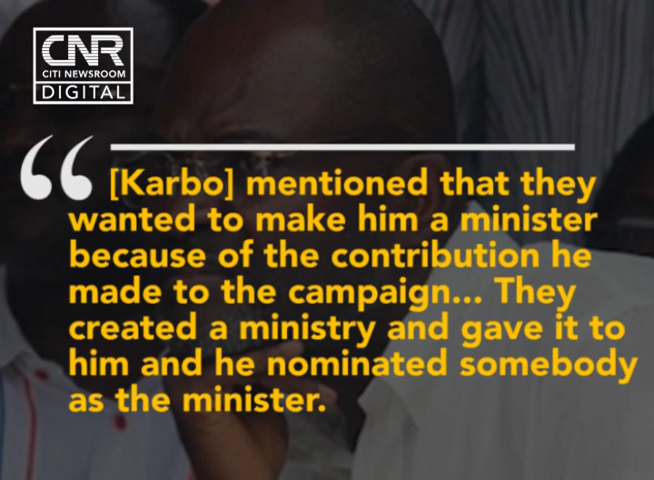 CNR
CITI NEWSROOM
DIGITAL
“ [Karbo] mentioned that they
wanted to make him a minister
because of the contribution he
made to the campaign... They
created a ministry and gave it to
him and he nominated somebody
as the minister.